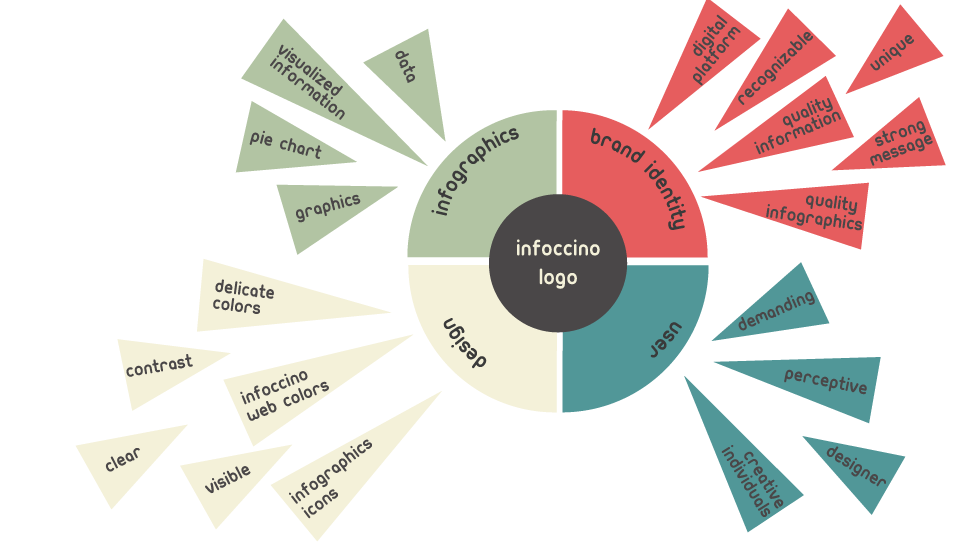 infoccino
logo
infographics
visualized
information
data
pie chart
graphics
brand identity
digital
platform
recognizable
unique
quality
information
strong
message
quality
infographics
design
delicate
colors
contrast
infoccino
web colors
clear
visible
infographics
icons
user
demanding
perceptive
creative
individuals
designer